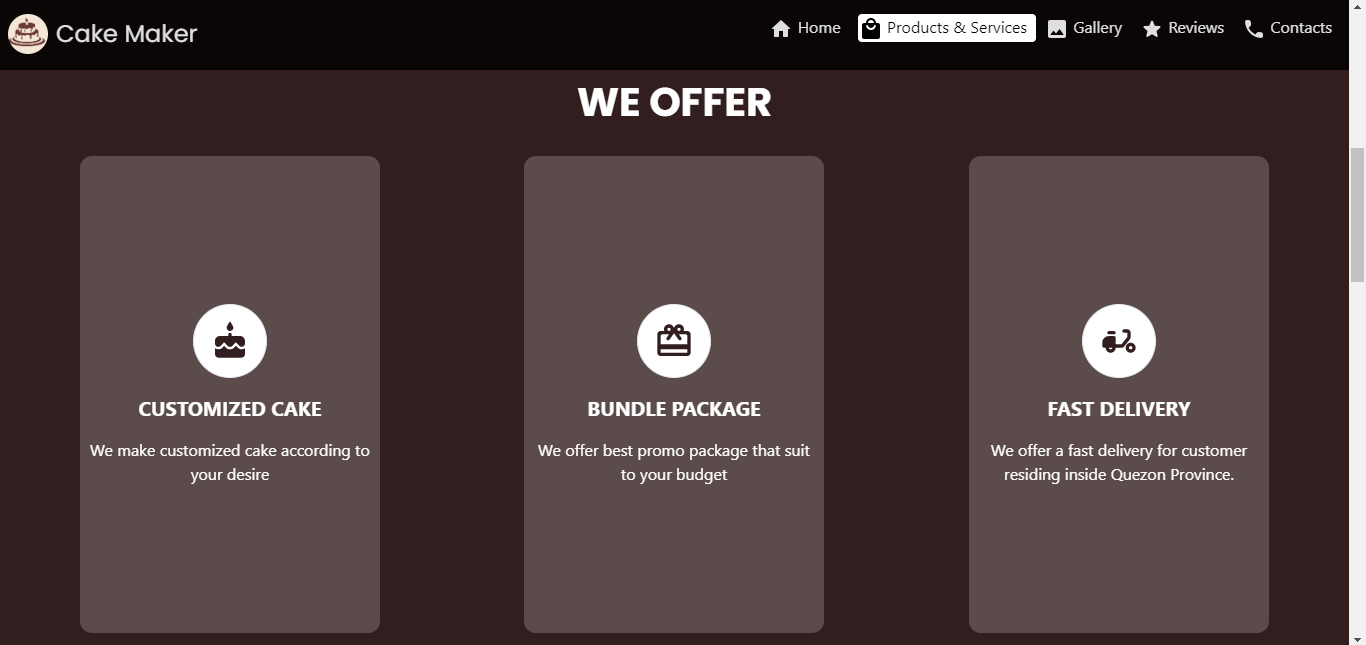 Cake Maker
Home
Products & Services
Gallery
Reviews
Contacts
WE OFFER
CUSTOMIZED CAKE
We make customized cake according to
your desire
BUNDLE PACKAGE
We offer best promo package that suit
to your budget
FAST DELIVERY
We offer a fast delivery for customer
residing inside Quezon Province.